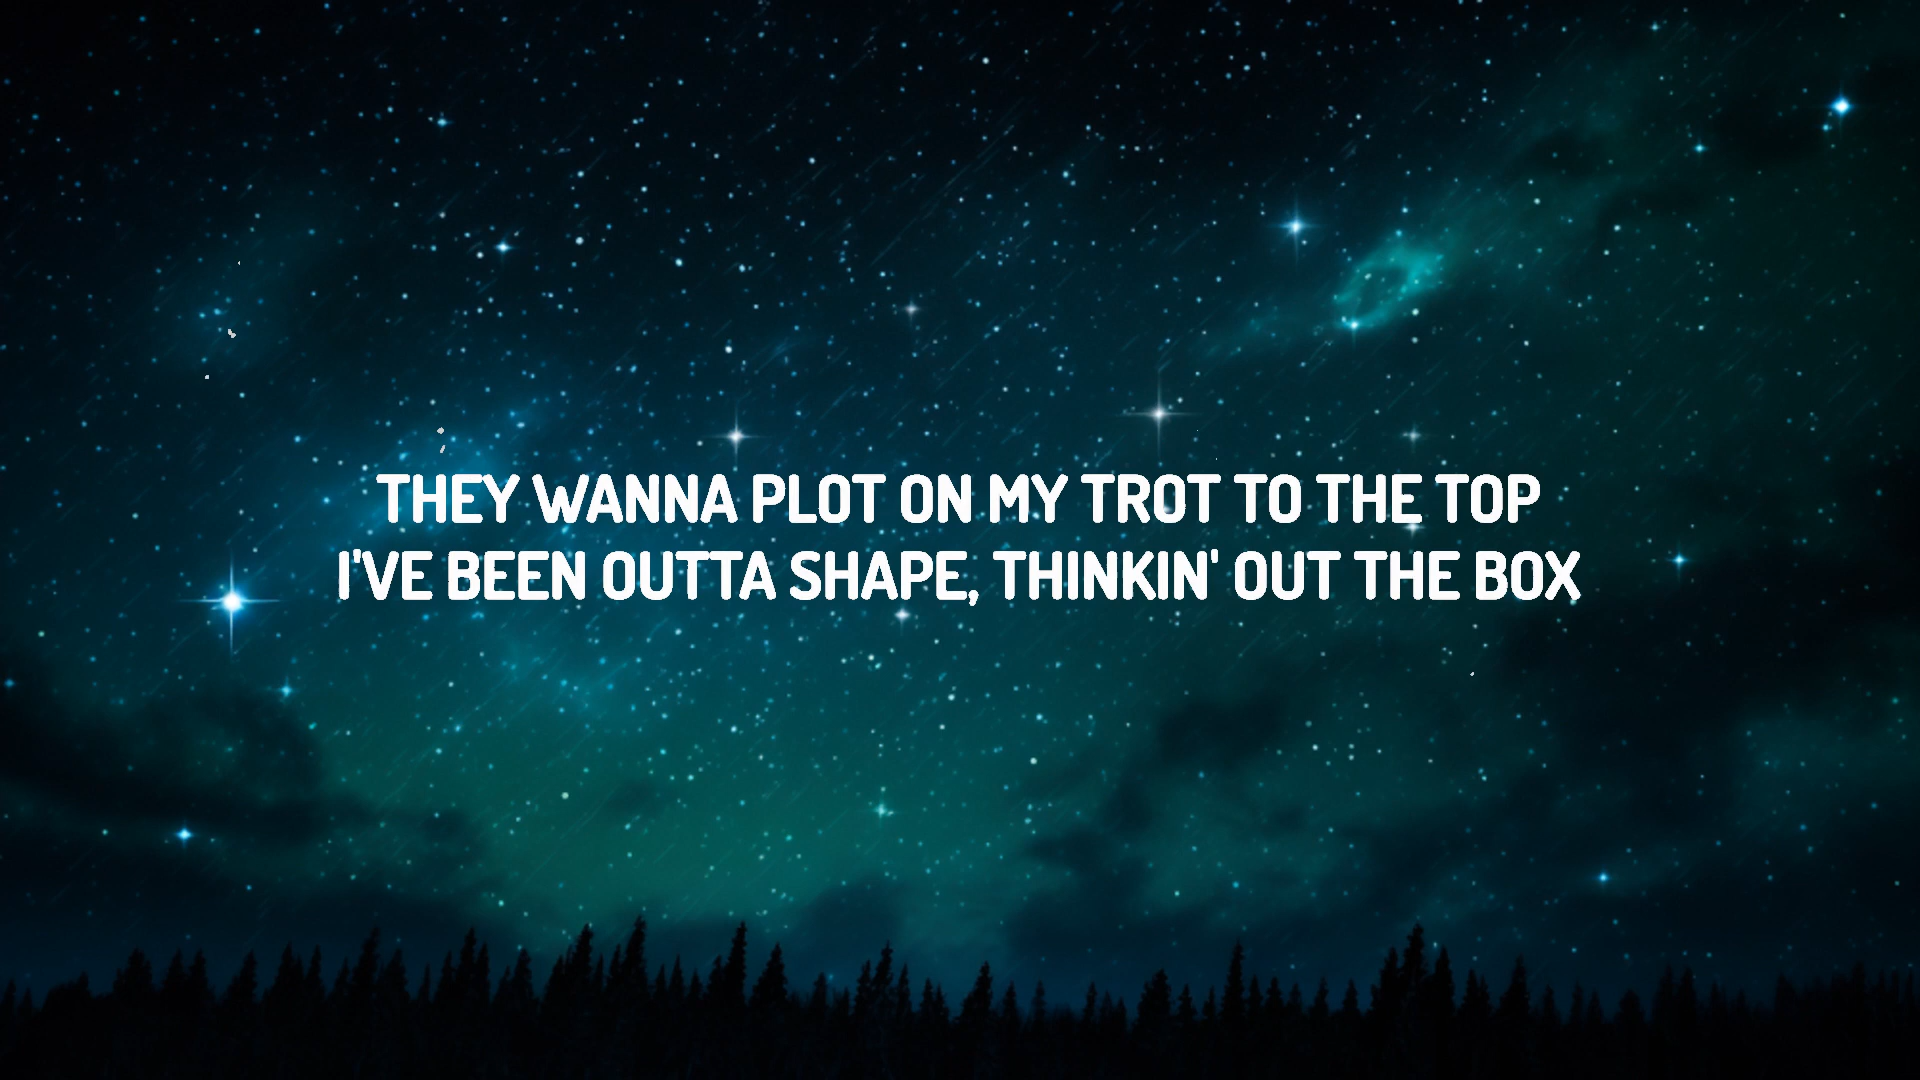 THEY WANNA PLOT ON MY TROT TO THE TOP
I'VE BEEN OUTTA SHAPE, THINKIN' OUT THE BOX